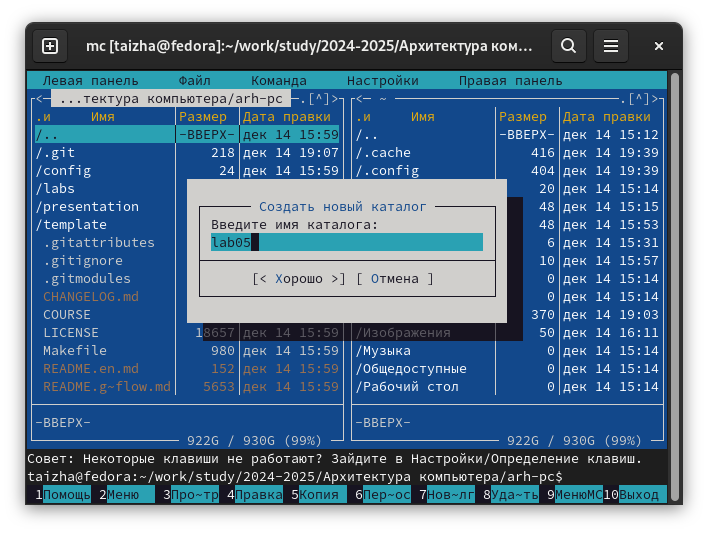 mc [taizha@fedora]:~/work/study/2024-2025/Архитектура ком…
Левая панель Файл Команда Настройки Правая панель
<— ...тектура компьютера/arh-pc .[^]> <— ~ .[^]>
.и Имя Размер Дата правки .и Имя Размер Дата правки
/.. -ВВЕРХ- дек 14 15:59 /.. -ВВЕРХ- дек 14 15:12
/.git 218 дек 14 19:07 /.cache 416 дек 14 19:39
/config 24 дек 14 15:59 /.config 404 дек 14 19:39
/labs 20 дек 14 15:14
/presentation 48 дек 14 15:15
/template 48 дек 14 15:53
.gitattributes 6 дек 14 15:31
.gitignore 10 дек 14 15:57
.gitmodules 0 дек 14 15:14
CHANGELOG.md 0 дек 14 15:14
COURSE 370 дек 14 19:03
Создать новый каталог
Введите имя каталога:
lab05
[< Хорошо >] [ Отмена ]
LICENSE 18657 дек 14 15:59 /Изображения 50 дек 14 16:11
Makefile 980 дек 14 15:59 /Музыка 0 дек 14 15:14
README.en.md 152 дек 14 15:59 /Общедоступные 0 дек 14 15:14
README.g~flow.md 5653 дек 14 15:59 /Рабочий стол 0 дек 14 15:14
-ВВЕРХ- -ВВЕРХ-
922G / 930G (99%) 922G / 930G (99%)
Совет: Некоторые клавиши не работают? Зайдите в Настройки/Определение клавиш.
taizha@fedora:~/work/study/2024-2025/Архитектура компьютера/arh-pc$
1Помощь 2Меню 3Про~тр 4Правка 5Копия 6Пер~ос 7Нов~лг 8Уда~ть 9МенюMC 10Выход